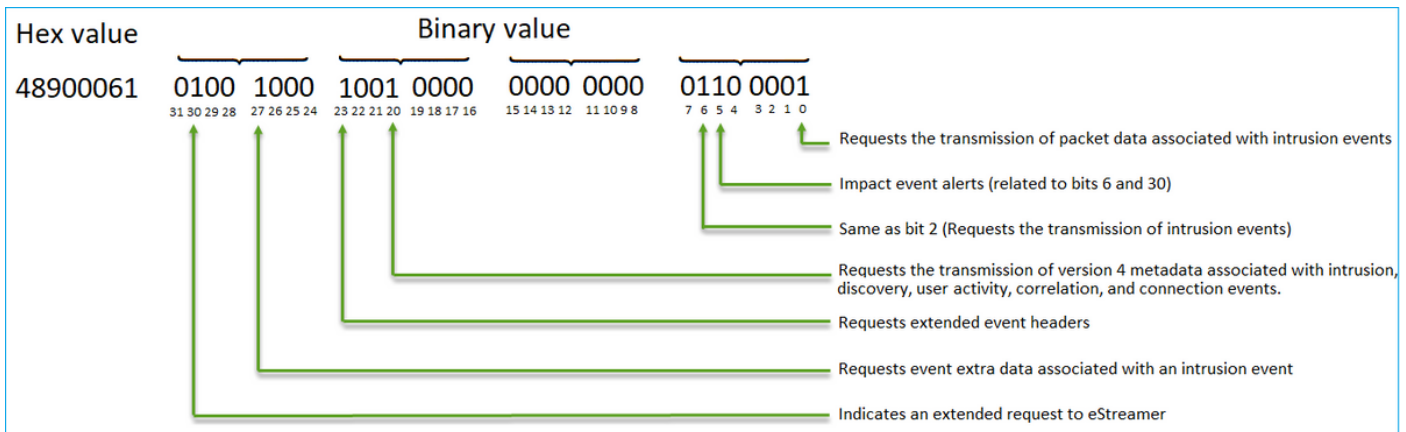 Hex value
Binary value
48900061 0100 1000 1001 0000 0000 0000 0110 0001
31 30 29 28 27 26 25 24 23 22 21 20 19 18 17 16 15 14 13 12 11 10 9 8 7 6 5 4 3 2 1 0
Requests the transmission of packet data associated with intrusion events
Impact event alerts (related to bits 6 and 30)
Same as bit 2 (Requests the transmission of intrusion events)
Requests the transmission of version 4 metadata associated with intrusion,
discovery, user activity, correlation, and connection events.
Requests extended event headers
Requests event extra data associated with an intrusion event
Indicates an extended request to eStreamer